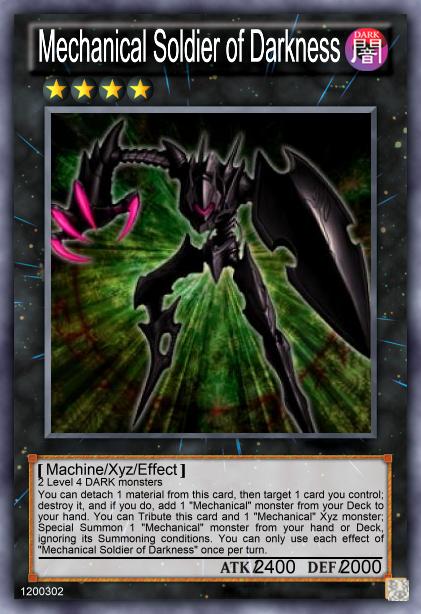 Mechanical Soldier of Darkness
DARK
闇
[ Machine/Xyz/Effect ]
2 Level 4 DARK monsters
You can detach 1 material from this card, then target 1 card you control;
destroy it, and if you do, add 1 "Mechanical" monster from your Deck to
your hand. You can Tribute this card and 1 "Mechanical" Xyz monster;
Special Summon 1 "Mechanical" monster from your hand or Deck,
ignoring its Summoning conditions. You can only use each effect of
"Mechanical Soldier of Darkness" once per turn.
ATK 2400 DEF 2000
1200302